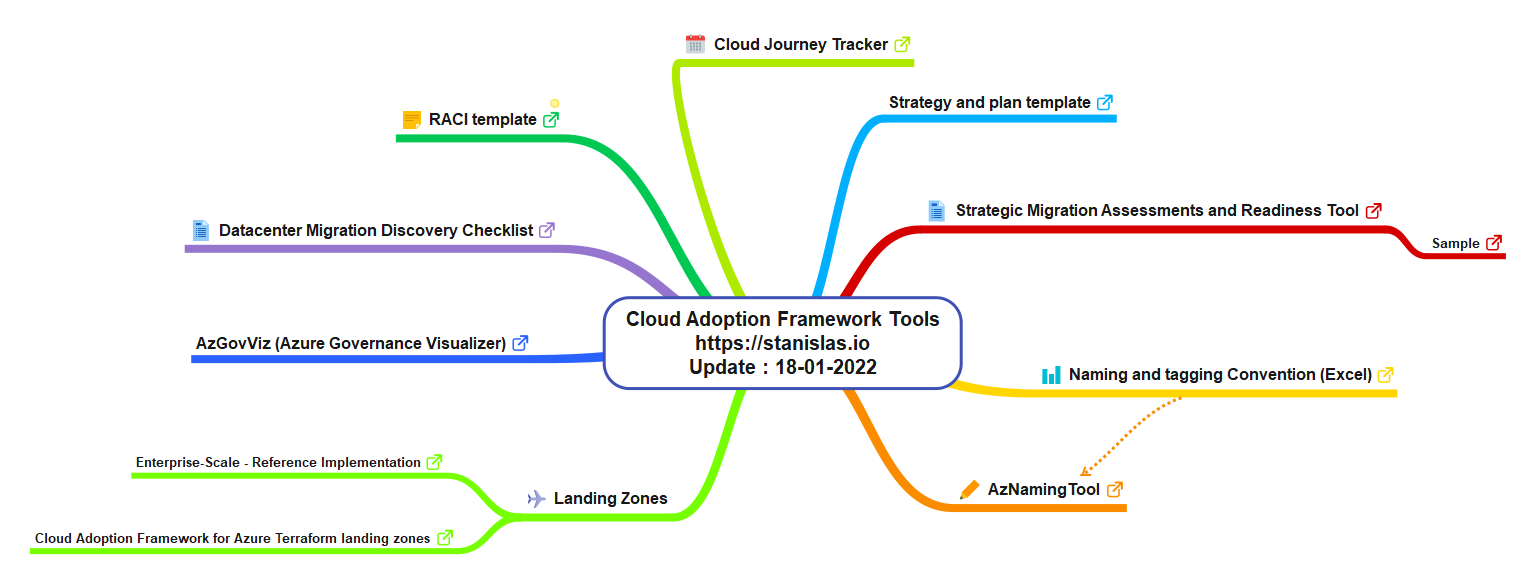 Cloud Journey Tracker
Strategy and plan template
RACI template
Strategic Migration Assessments and Readiness Tool
Datacenter Migration Discovery Checklist
Sample
Cloud Adoption Framework Tools
https://stanislas.io
Update : 18-01-2022
AzGovViz (Azure Governance Visualizer)
Naming and tagging Convention (Excel)
Enterprise-Scale - Reference Implementation
AzNamingTool
Landing Zones
Cloud Adoption Framework for Azure Terraform landing zones